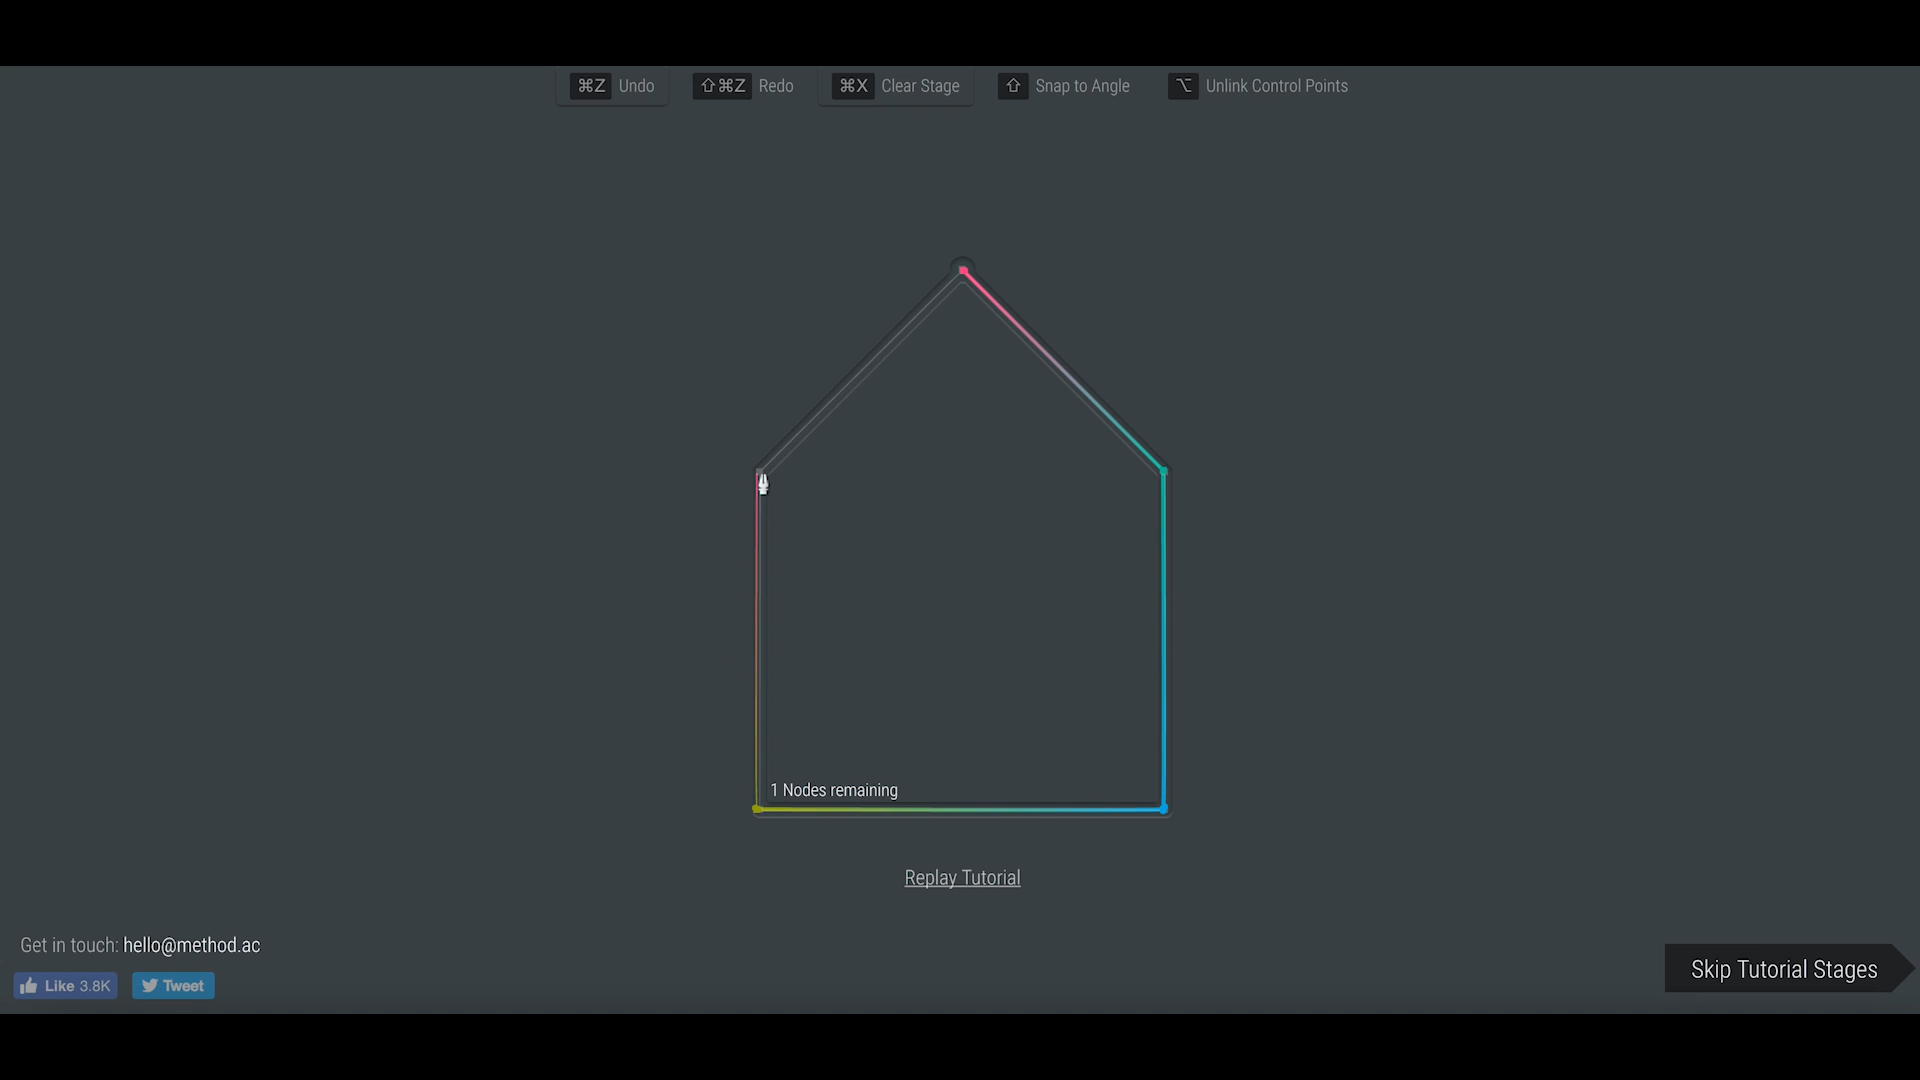 ⌘Z Undo ⇧⌘Z Redo ⌘X Clear Stage ⇧ Snap to Angle ⌥ Unlink Control Points
1 Nodes remaining
Replay Tutorial
Get in touch: hello@method.ac
Like 3.8K Tweet
Skip Tutorial Stages